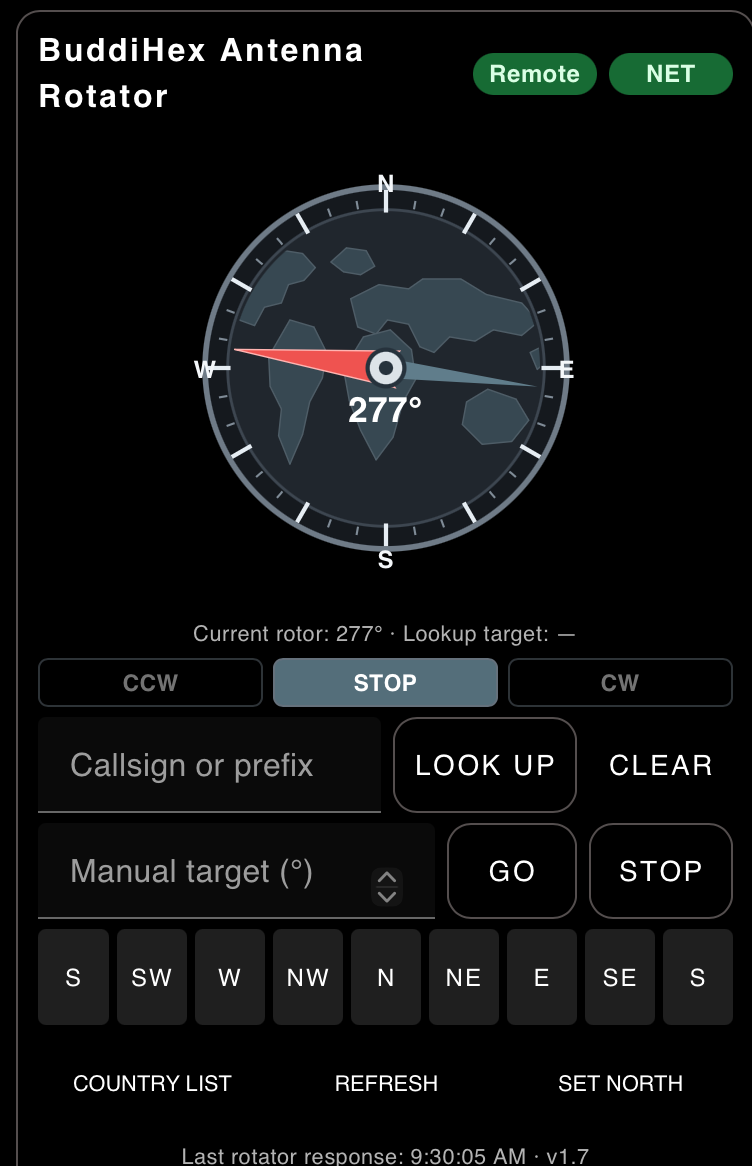 BuddiHex Antenna
Rotator
Remote
NET
N
W
E
277°
S
Current rotor: 277° · Lookup target: —
CCW
STOP
CW
Callsign or prefix
LOOK UP
CLEAR
Manual target (°)
GO
STOP
S SW W NW N NE E SE S
COUNTRY LIST
REFRESH
SET NORTH
Last rotator response: 9:30:05 AM · v1.7